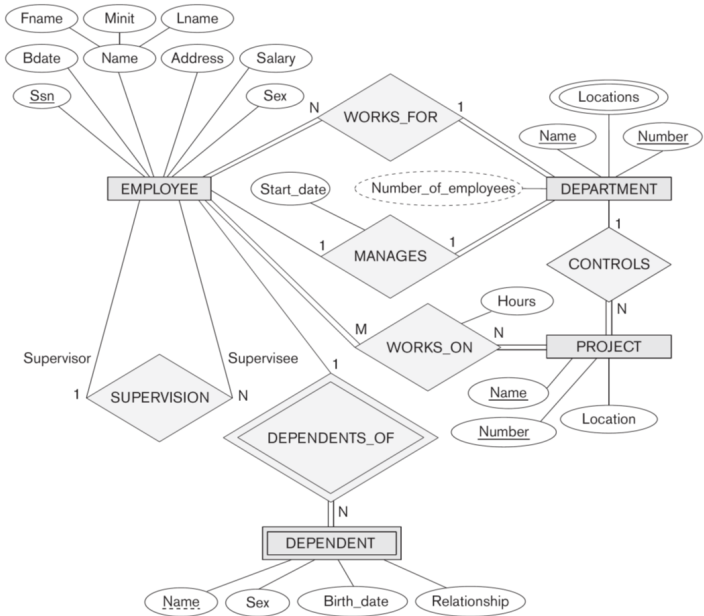 Fname
Minit
Lname
Bdate
Name
Address
Salary
Ssn
Sex
N
WORKS_FOR
1
Locations
Name
Number
EMPLOYEE
Start_date
Number_of_employees
DEPARTMENT
1
MANAGES
1
1
CONTROLS
N
Hours
M
WORKS_ON
N
PROJECT
Supervisor
Supervisee
1
SUPERVISION
N
1
Name
Number
Location
DEPENDENTS_OF
N
DEPENDENT
Name
Sex
Birth_date
Relationship